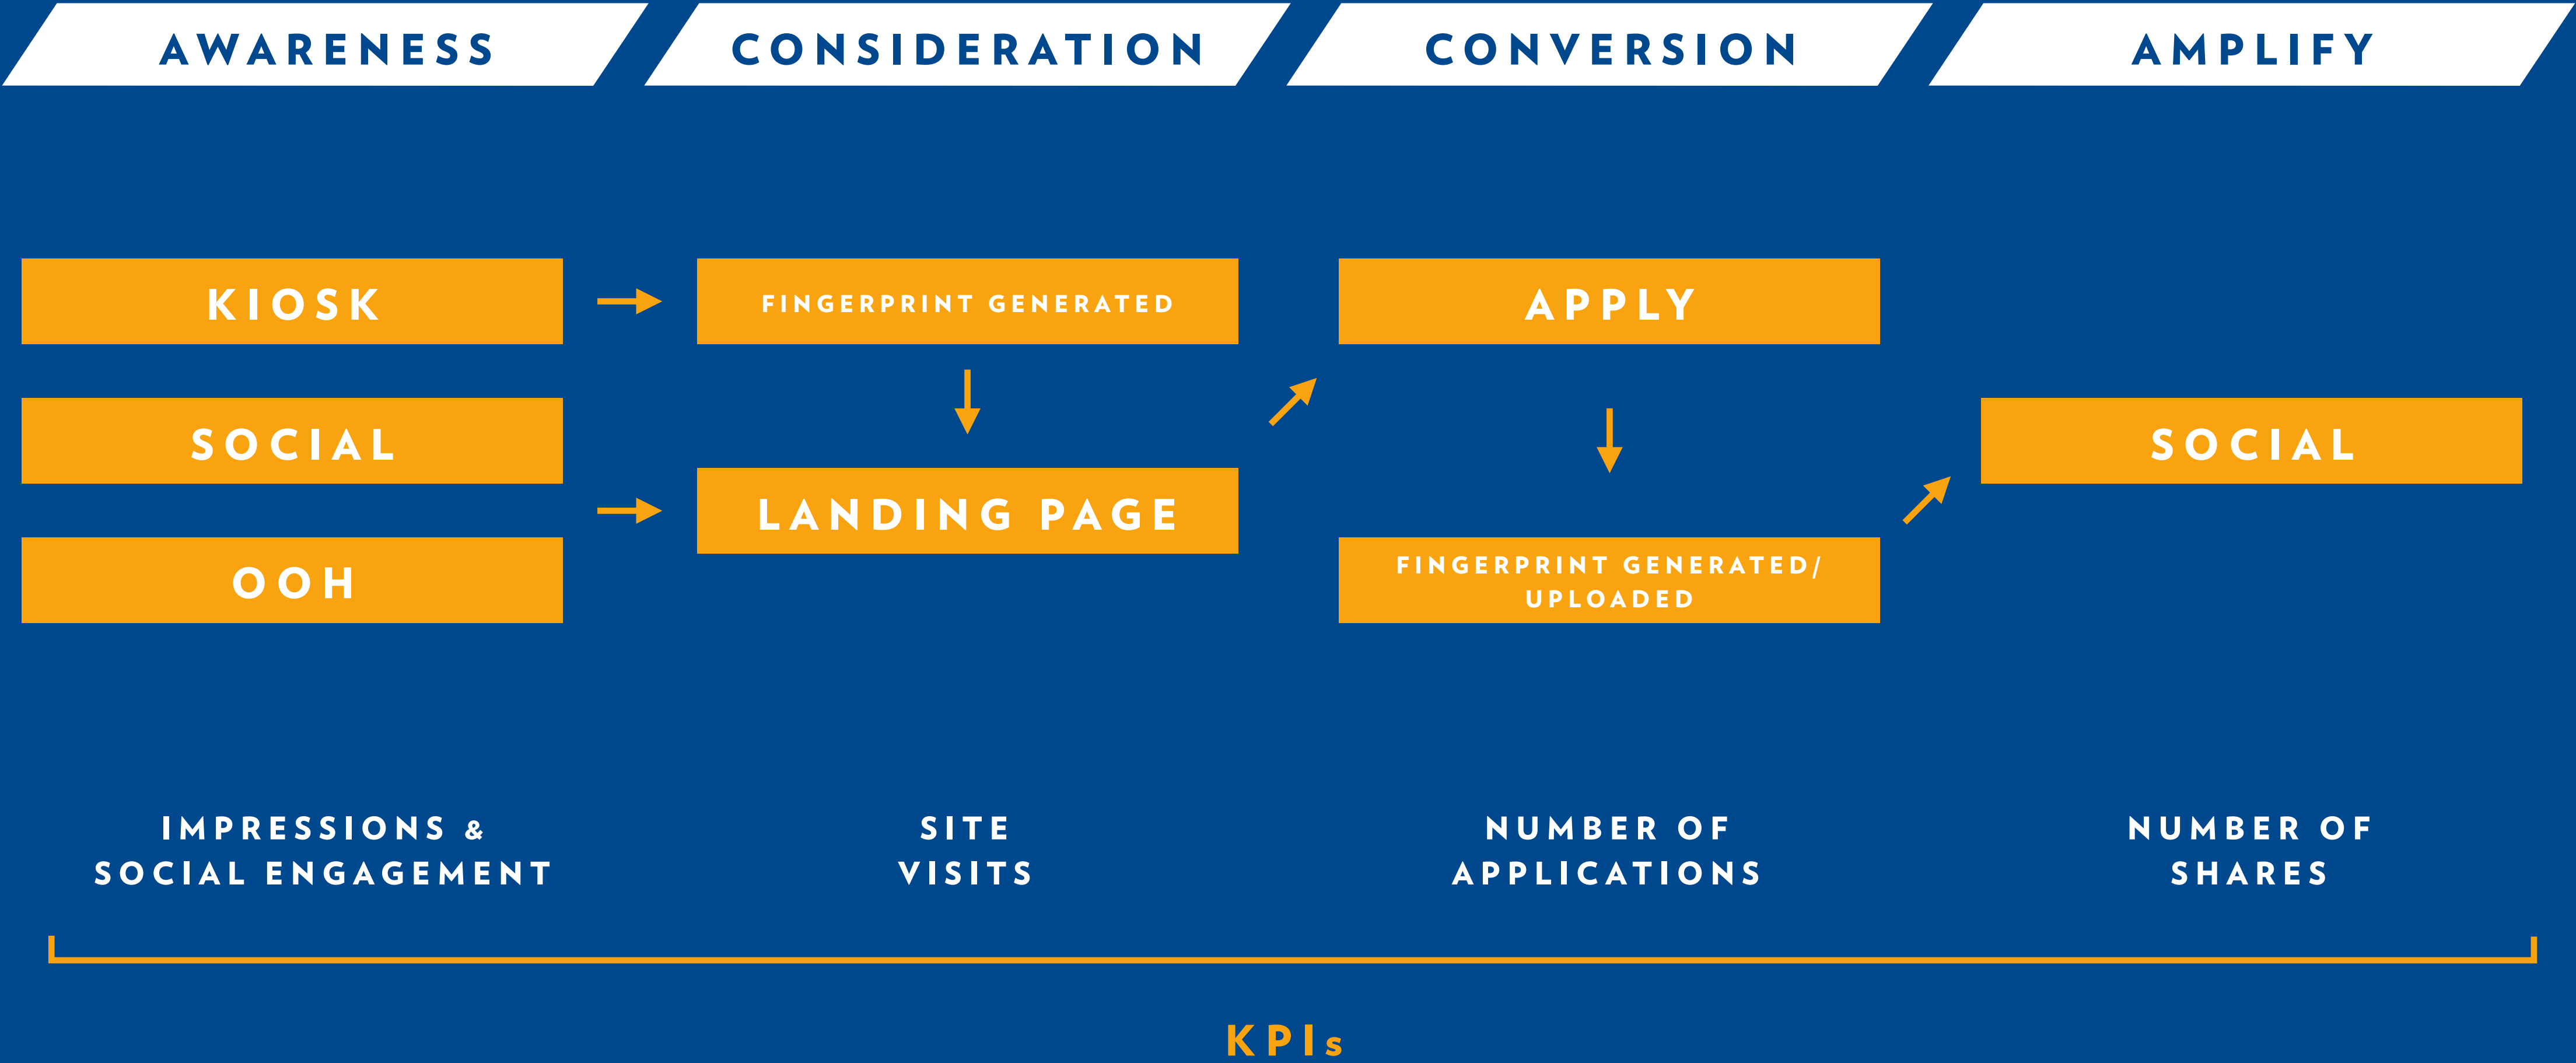 AWARENESS
CONSIDERATION
CONVERSION
AMPLIFY
KIOSK
SOCIAL
OOH
FINGERPRINT GENERATED
LANDING PAGE
APPLY
FINGERPRINT GENERATED/
UPLOADED
SOCIAL
IMPRESSIONS &
SOCIAL ENGAGEMENT
SITE
VISITS
NUMBER OF
APPLICATIONS
NUMBER OF
SHARES
KPIs